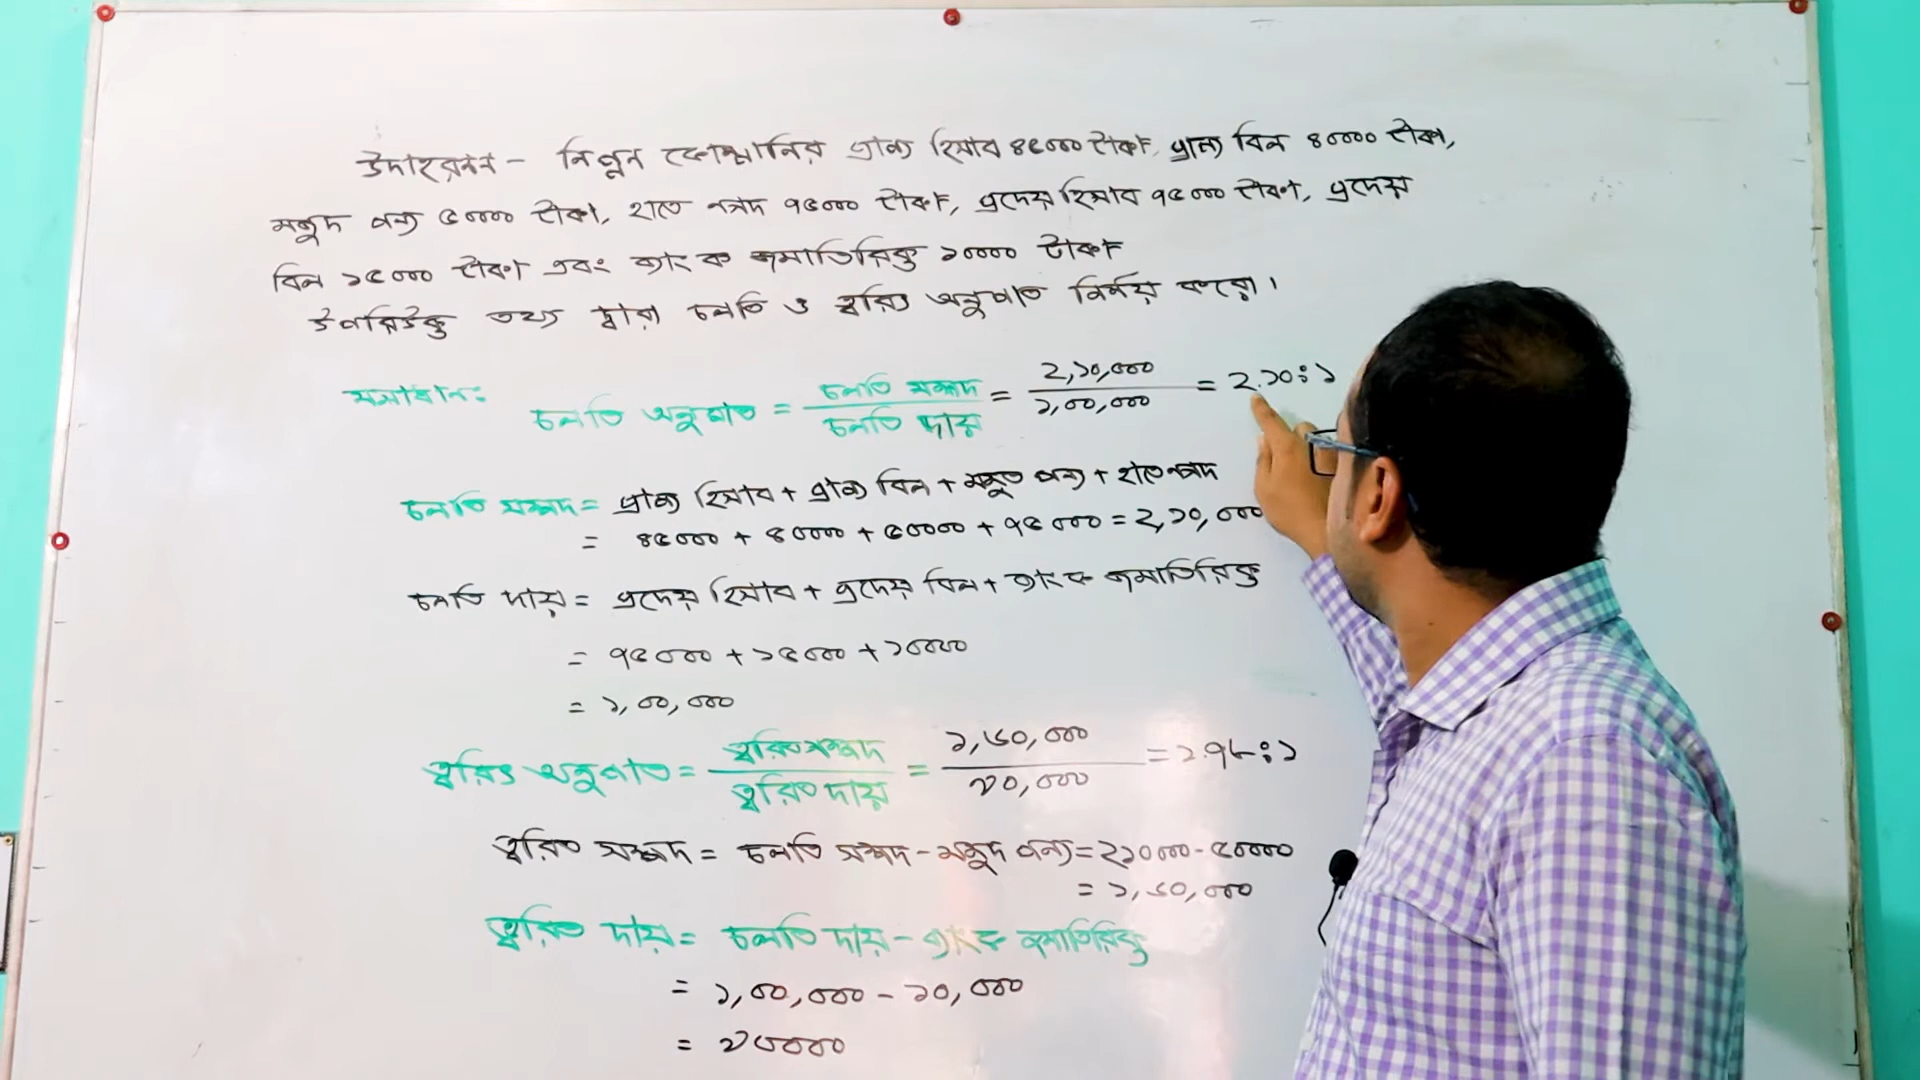 উদাহরণ - লিখন কোম্পানির প্রাপ্য হিসাব ৪৫০০০ টাকা, প্রাপ্য বিল ৪০০০০ টাকা,
মজুদ পন্য ৫০০০০ টাকা, হাতে নগদ ৭৫০০০ টাকা, প্রদেয় হিসাব ৭৫০০০ টাকা, প্রদেয়
বিল ১৫০০০ টাকা এবং ব্যাংক জমাতিরিক্ত ১০০০০ টাকা
উপরিউক্ত তথ্য দ্বারা চলতি ও ত্বরিৎ অনুপাত নির্নয় করো।
সমাধান:
চলতি অনুপাত = চলতি সম্পদ / চলতি দায় = ২,১০,০০০ / ১,০০,০০০ = ২.১০:১
চলতি সম্পদ = প্রাপ্য হিসাব + প্রাপ্য বিল + মজুত পন্য + হাতে নগদ
= ৪৫০০০ + ৪০০০০ + ৫০০০০ + ৭৫০০০ = ২,১০,০০০
চলতি দায় = প্রদেয় হিসাব + প্রদেয় বিল + ব্যাংক জমাতিরিক্ত
= ৭৫০০০ + ১৫০০০ + ১০০০০
= ১,০০,০০০
ত্বরিৎ অনুপাত = ত্বরিত সম্পদ / ত্বরিত দায় = ১,৬০,০০০ / ৯০,০০০ = ১.৭৮:১
ত্বরিত সম্পদ = চলতি সম্পদ - মজুদ পন্য = ২১০০০০ - ৫০০০০
= ১,৬০,০০০
ত্বরিত দায় = চলতি দায় - ব্যাংক জমাতিরিক্ত
= ১,০০,০০০ - ১০,০০০
= ৯০০০০